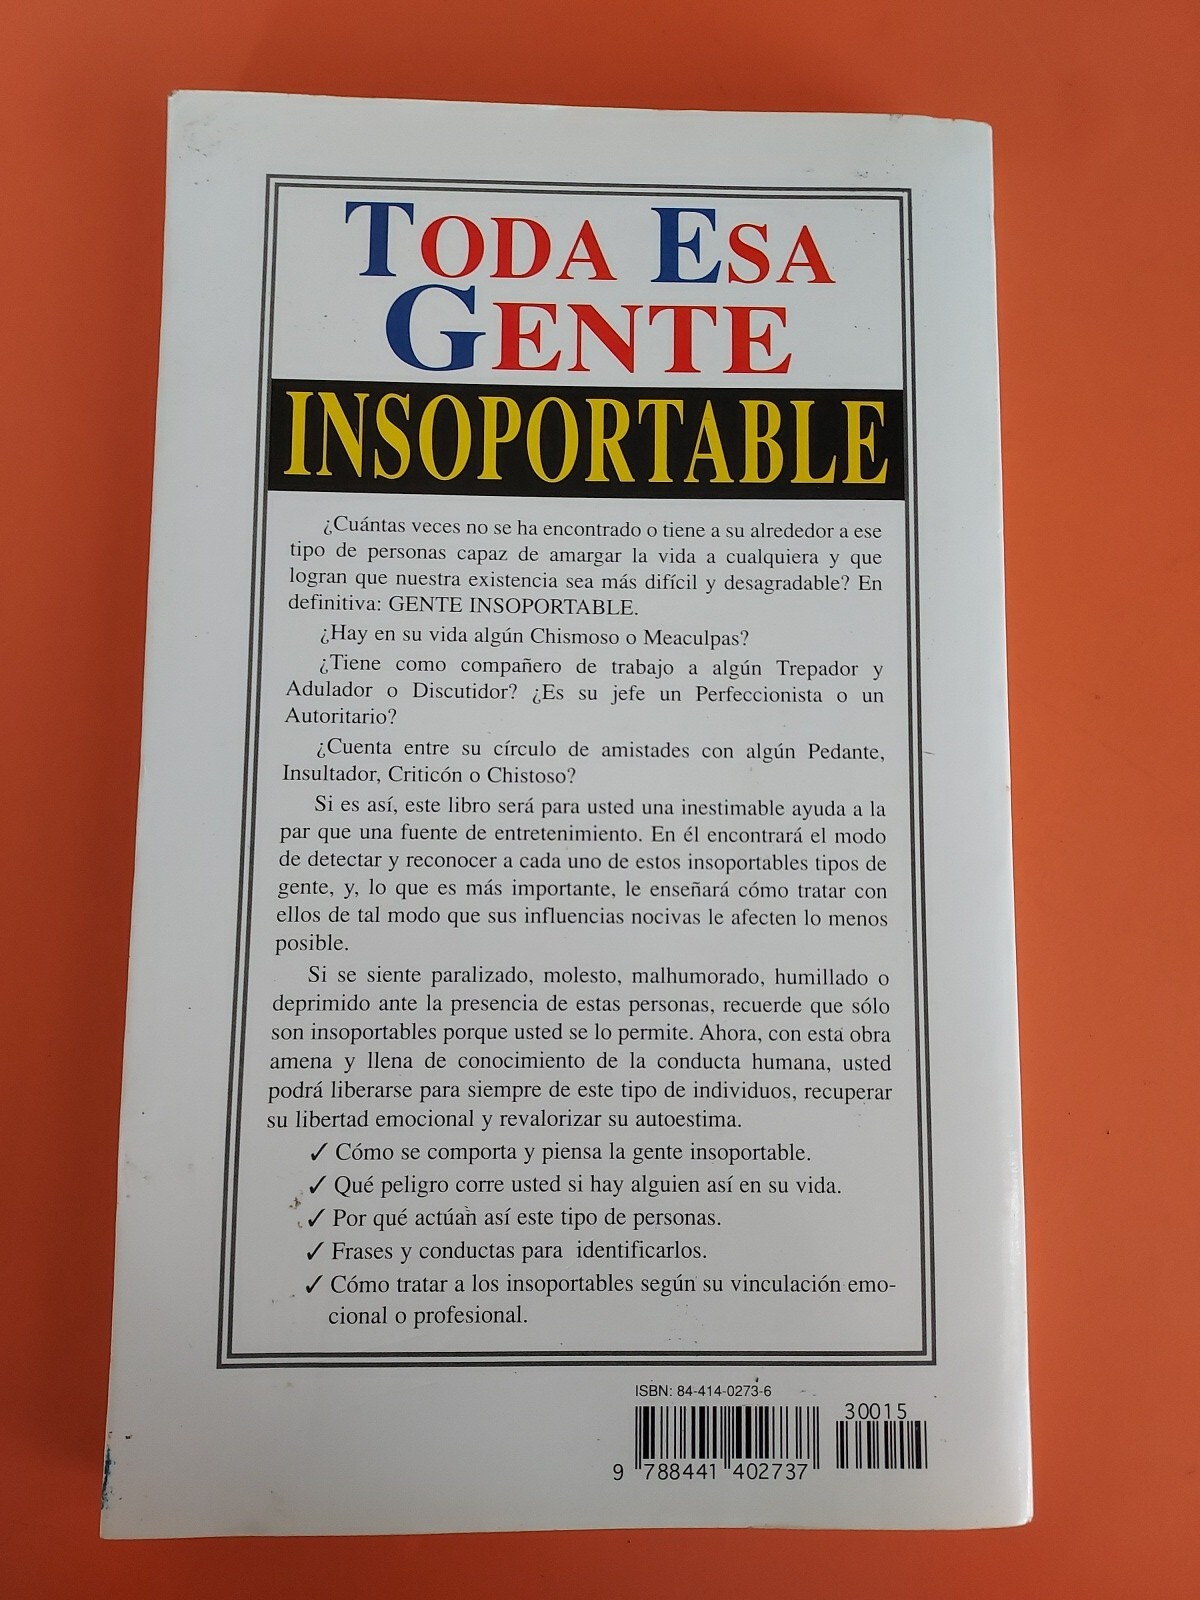 TODA ESA
GENTE
INSOPORTABLE
¿Cuántas veces no se ha encontrado o tiene a su alrededor a ese
tipo de personas capaz de amargar la vida a cualquiera y que
logran que nuestra existencia sea más difícil y desagradable? En
definitiva: GENTE INSOPORTABLE.
¿Hay en su vida algún Chismoso o Meaculpas?
¿Tiene como compañero de trabajo a algún Trepador y
Adulador o Discutidor? ¿Es su jefe un Perfeccionista o un
Autoritario?
¿Cuenta entre su círculo de amistades con algún Pedante,
Insultador, Criticón o Chistoso?
Si es así, este libro será para usted una inestimable ayuda a la
par que una fuente de entretenimiento. En él encontrará el modo
de detectar y reconocer a cada uno de estos insoportables tipos de
gente, y, lo que es más importante, le enseñará cómo tratar con
ellos de tal modo que sus influencias nocivas le afecten lo menos
posible.
Si se siente paralizado, molesto, malhumorado, humillado o
deprimido ante la presencia de estas personas, recuerde que sólo
son insoportables porque usted se lo permite. Ahora, con esta obra
amena y llena de conocimiento de la conducta humana, usted
podrá liberarse para siempre de este tipo de individuos, recuperar
su libertad emocional y revalorizar su autoestima.
✓ Cómo se comporta y piensa la gente insoportable.
✓ Qué peligro corre usted si hay alguien así en su vida.
✓ Por qué actúan así este tipo de personas.
✓ Frases y conductas para identificarlos.
✓ Cómo tratar a los insoportables según su vinculación emo-
cional o profesional.
ISBN: 84-414-0273-6
30015
9 788441 402737